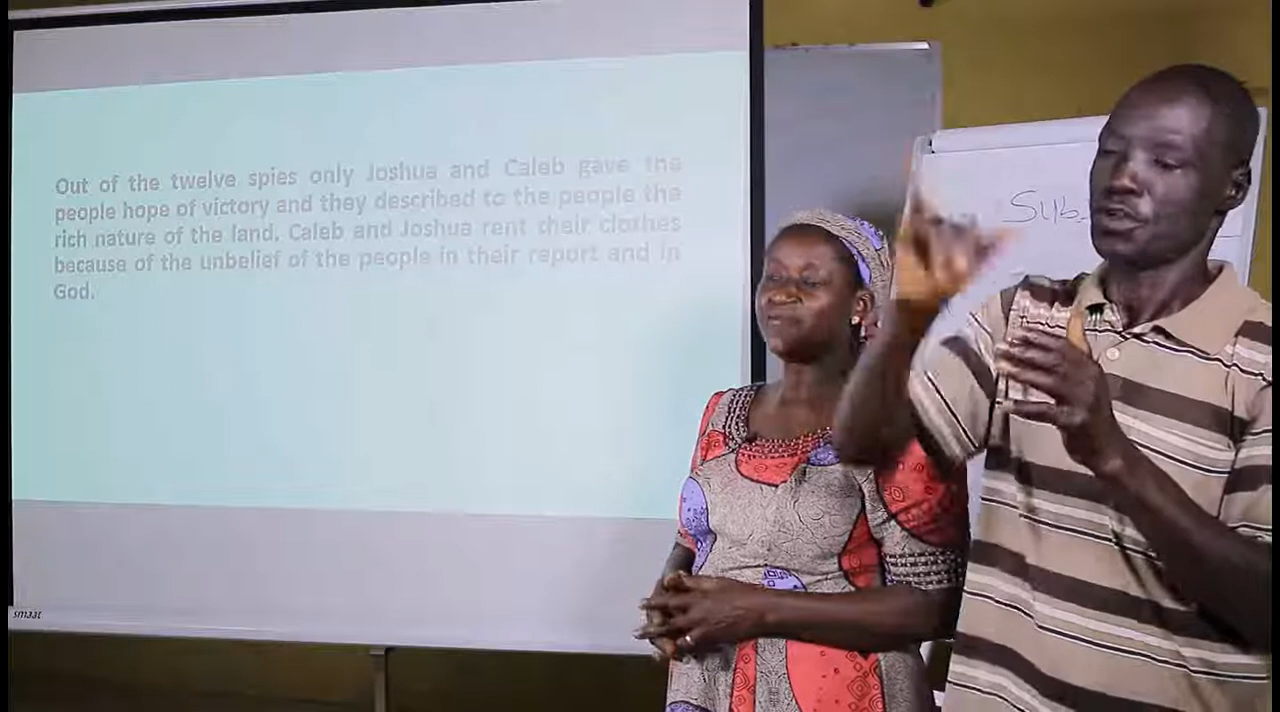 Out of the twelve spies only Joshua and Caleb gave the
people hope of victory and they described to the people the
rich nature of the land. Caleb and Joshua rent their clothes
because of the unbelief of the people in their report and in
God.
Sub
smaat